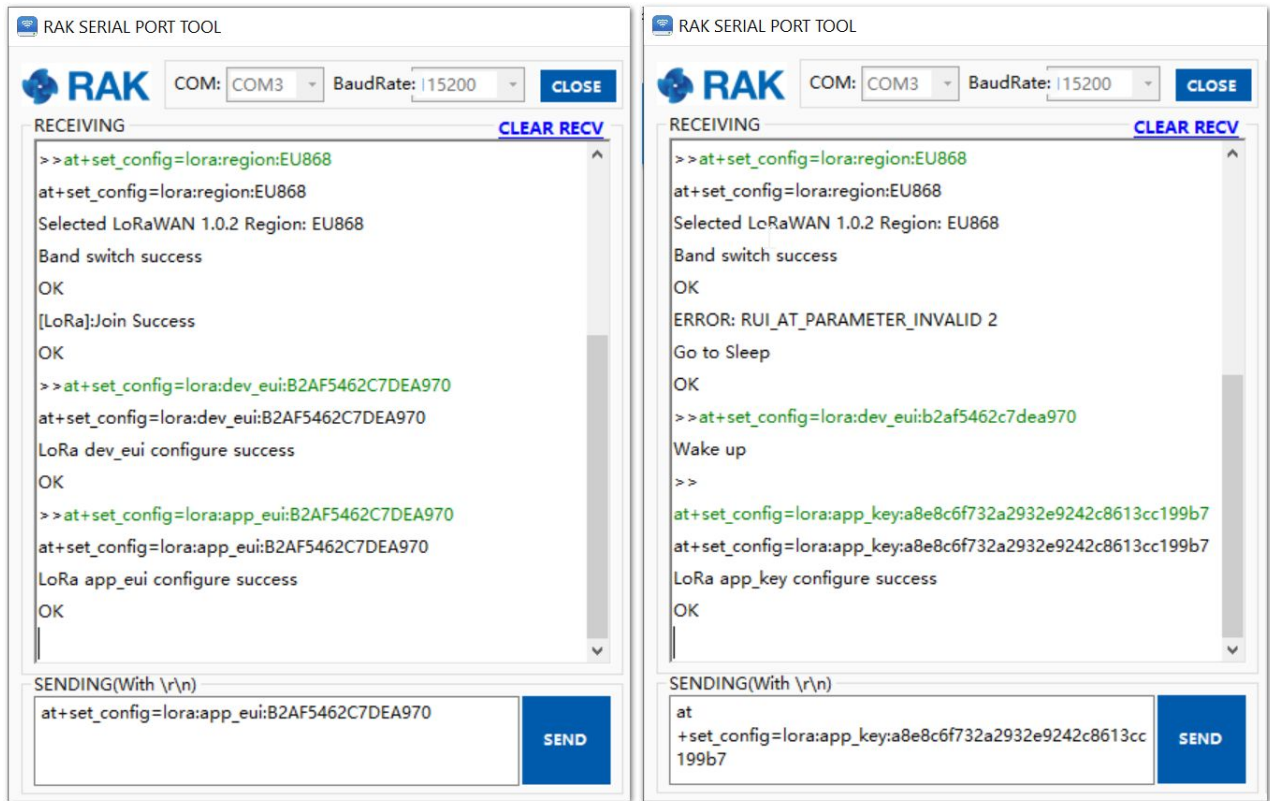 RAK SERIAL PORT TOOL
RAK COM: COM3 BaudRate: 115200 CLOSE
RECEIVING CLEAR RECV
>>at+set_config=lora:region:EU868
at+set_config=lora:region:EU868
Selected LoRaWAN 1.0.2 Region: EU868
Band switch success
OK
[LoRa]:Join Success
OK
>>at+set_config=lora:dev_eui:B2AF5462C7DEA970
at+set_config=lora:dev_eui:B2AF5462C7DEA970
LoRa dev_eui configure success
OK
>>at+set_config=lora:app_eui:B2AF5462C7DEA970
at+set_config=lora:app_eui:B2AF5462C7DEA970
LoRa app_eui configure success
OK
SENDING(With \r\n)
at+set_config=lora:app_eui:B2AF5462C7DEA970
SEND
RAK SERIAL PORT TOOL
RAK COM: COM3 BaudRate: 115200 CLOSE
RECEIVING CLEAR RECV
>>at+set_config=lora:region:EU868
at+set_config=lora:region:EU868
Selected LoRaWAN 1.0.2 Region: EU868
Band switch success
OK
ERROR: RUI_AT_PARAMETER_INVALID 2
Go to Sleep
OK
>>at+set_config=lora:dev_eui:b2af5462c7dea970
Wake up
>>
at+set_config=lora:app_key:a8e8c6f732a2932e9242c8613cc199b7
at+set_config=lora:app_key:a8e8c6f732a2932e9242c8613cc199b7
LoRa app_key configure success
OK
SENDING(With \r\n)
at
+set_config=lora:app_key:a8e8c6f732a2932e9242c8613cc
199b7
SEND